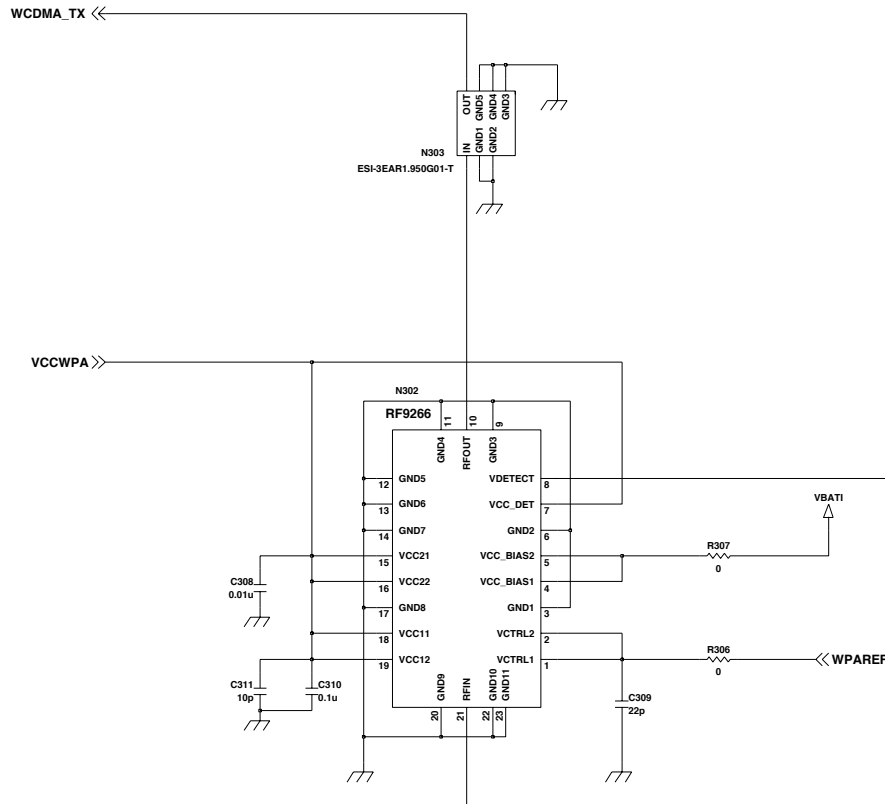 WCDMA_TX
OUT
GND5
GND4
GND3
IN
GND1
GND2
N303
ESI-3EAR1.950G01-T
VCCWPA
N302
RF9266
11
10
9
GND4
RFOUT
GND3
GND5
12
VDETECT
8
GND6
13
VCC_DET
7
GND7
14
GND2
6
VCC21
15
VCC_BIAS2
5
VCC22
16
VCC_BIAS1
4
GND8
17
GND1
3
VCC11
18
VCTRL2
2
VCC12
19
VCTRL1
1
GND9
RFIN
GND10
GND11
20
21
22
23
VBATI
R307
0
R306
0
WPAREF
C308
0.01u
C311
10p
C310
0.1u
C309
22p